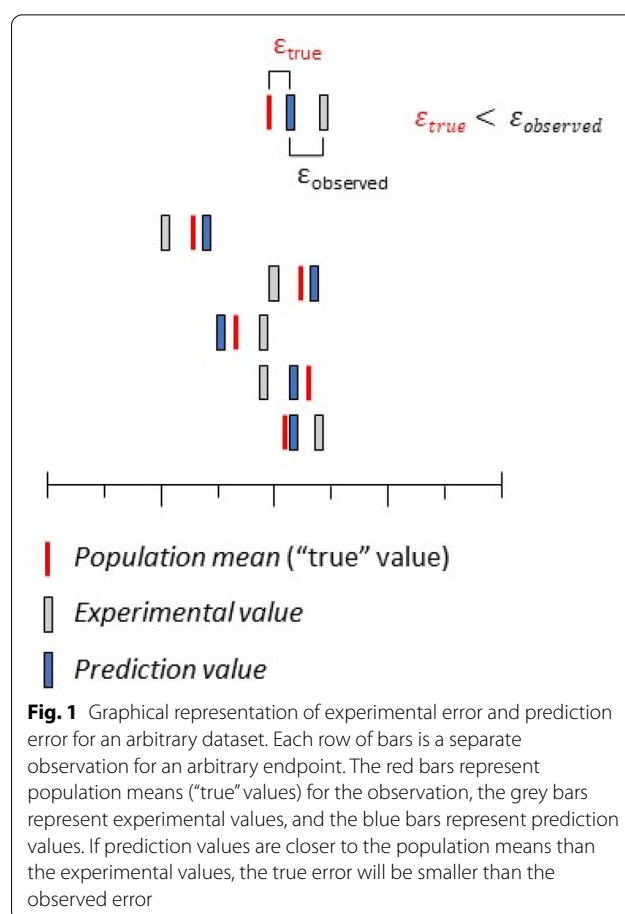 εtrue
εtrue < εobserved
εobserved
Population mean (“true” value)
Experimental value
Prediction value
Fig. 1 Graphical representation of experimental error and prediction
error for an arbitrary dataset. Each row of bars is a separate
observation for an arbitrary endpoint. The red bars represent
population means (“true” values) for the observation, the grey bars
represent experimental values, and the blue bars represent prediction
values. If prediction values are closer to the population means than
the experimental values, the true error will be smaller than the
observed error